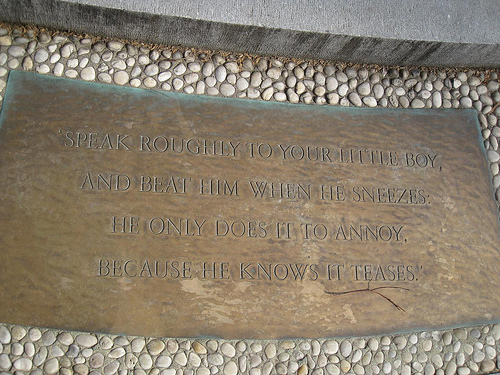 'SPEAK ROUGHLY TO YOUR LITTLE BOY,
AND BEAT HIM WHEN HE SNEEZES:
HE ONLY DOES IT TO ANNOY,
BECAUSE HE KNOWS IT TEASES.'